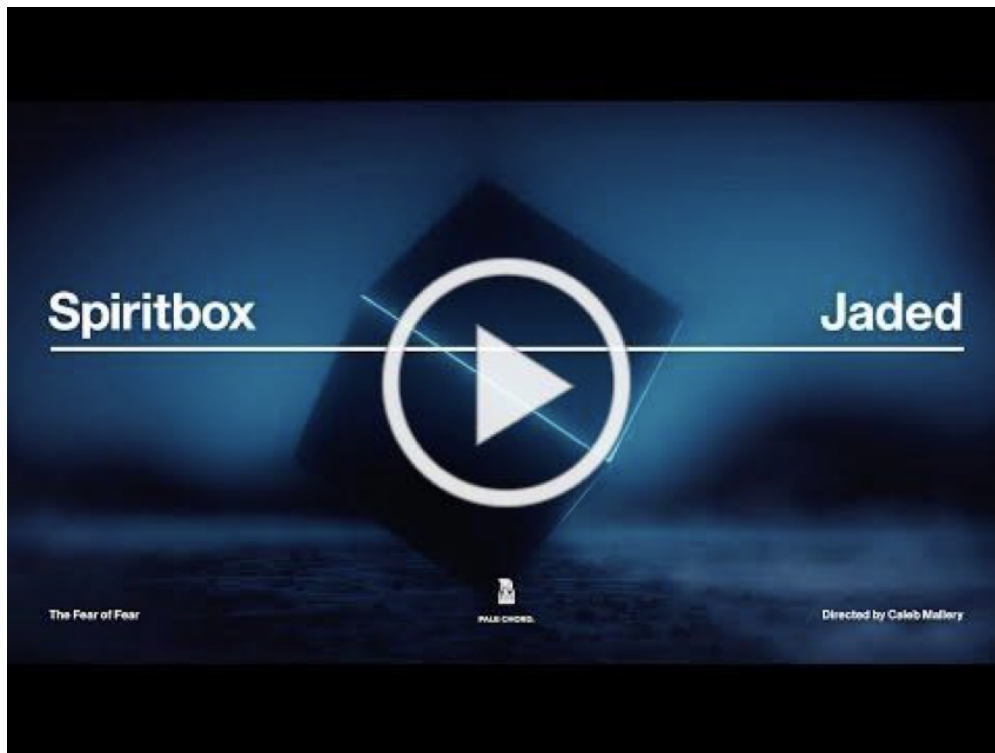 Spiritbox
Jaded
The Fear of Fear
PALE CHORD.
Directed by Caleb Mallery